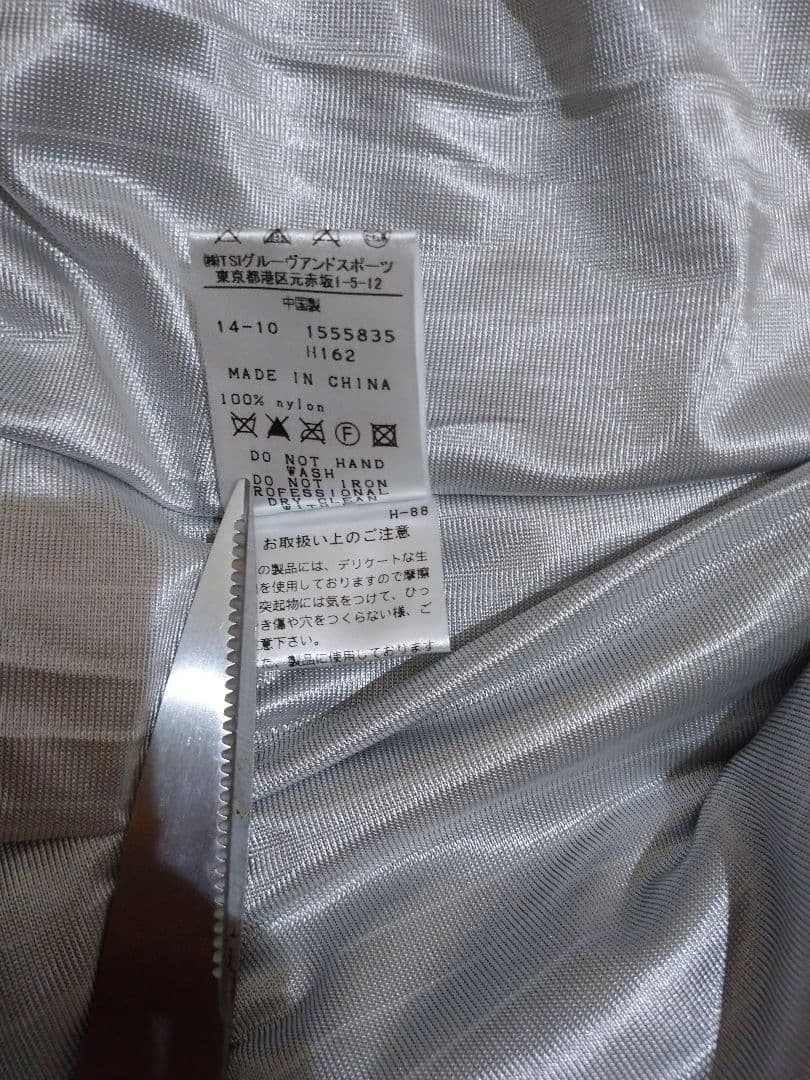 ㈱TSIグルーヴアンドスポーツ
東京都港区元赤坂1-5-12
中国製
14-10 1555835
H162
MADE IN CHINA
100% nylon
F
DO NOT HAND
WASH
DO NOT IRON
ROFESSIONAL
DRY CLEAN
H-88
お取扱い上のご注意
の製品には、デリケートな生
を使用しておりますので摩擦
突起物には気をつけて、ひっ
き傷や穴をつくらない様、ご
意下さい。
た、製品に使用しております